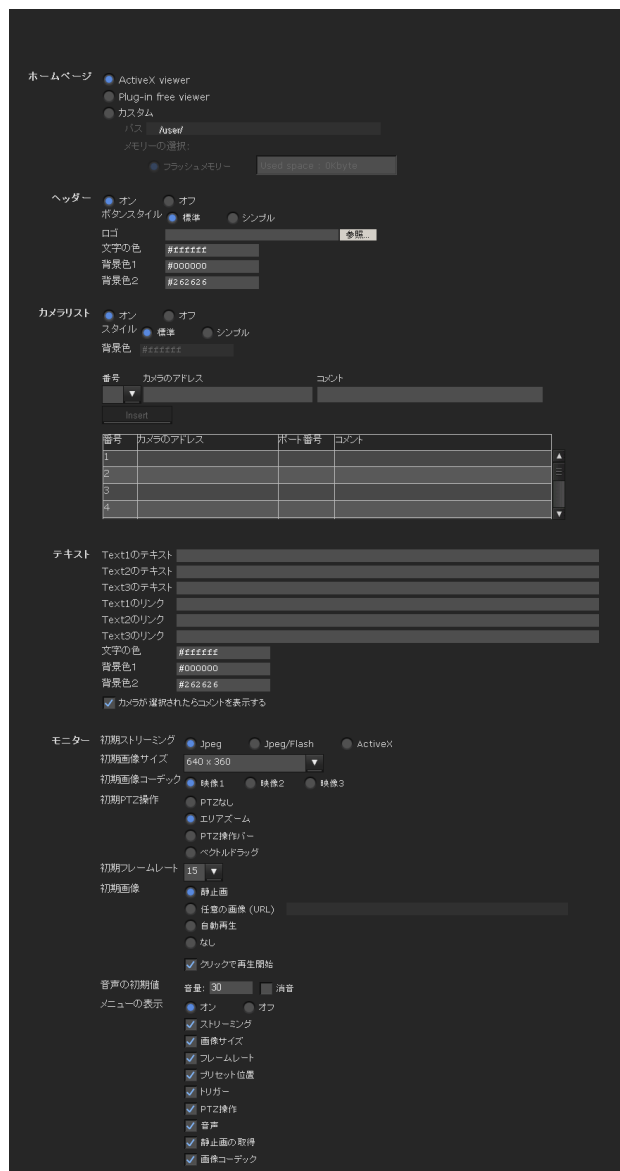 ホームページ ActiveX viewer
Plug-in free viewer
カスタム
パス /user/
メモリーの選択:
フラッシュメモリー Used space : 0Kbyte
ヘッダー オン オフ
ボタンスタイル 標準 シンプル
ロゴ 参照...
文字の色 #ffffff
背景色1 #000000
背景色2 #262626
カメラリスト オン オフ
スタイル 標準 シンプル
背景色 #ffffff
番号 カメラのアドレス コメント
Insert
番号 カメラのアドレス ポート番号 コメント
1
2
3
4
テキスト Text1のテキスト
Text2のテキスト
Text3のテキスト
Text1のリンク
Text2のリンク
Text3のリンク
文字の色 #ffffff
背景色1 #000000
背景色2 #262626
カメラが選択されたらコメントを表示する
モニター 初期ストリーミング Jpeg Jpeg/Flash ActiveX
初期画像サイズ 640 x 360
初期画像コーデック 映像1 映像2 映像3
初期PTZ操作 PTZなし
エリアズーム
PTZ操作バー
ベクトルドラッグ
初期フレームレート 15
初期画像 静止画
任意の画像 (URL)
自動再生
なし
クリックで再生開始
音声の初期値 音量: 30 消音
メニューの表示 オン オフ
ストリーミング
画像サイズ
フレームレート
プリセット位置
トリガー
PTZ操作
音声
静止画の取得
画像コーデック